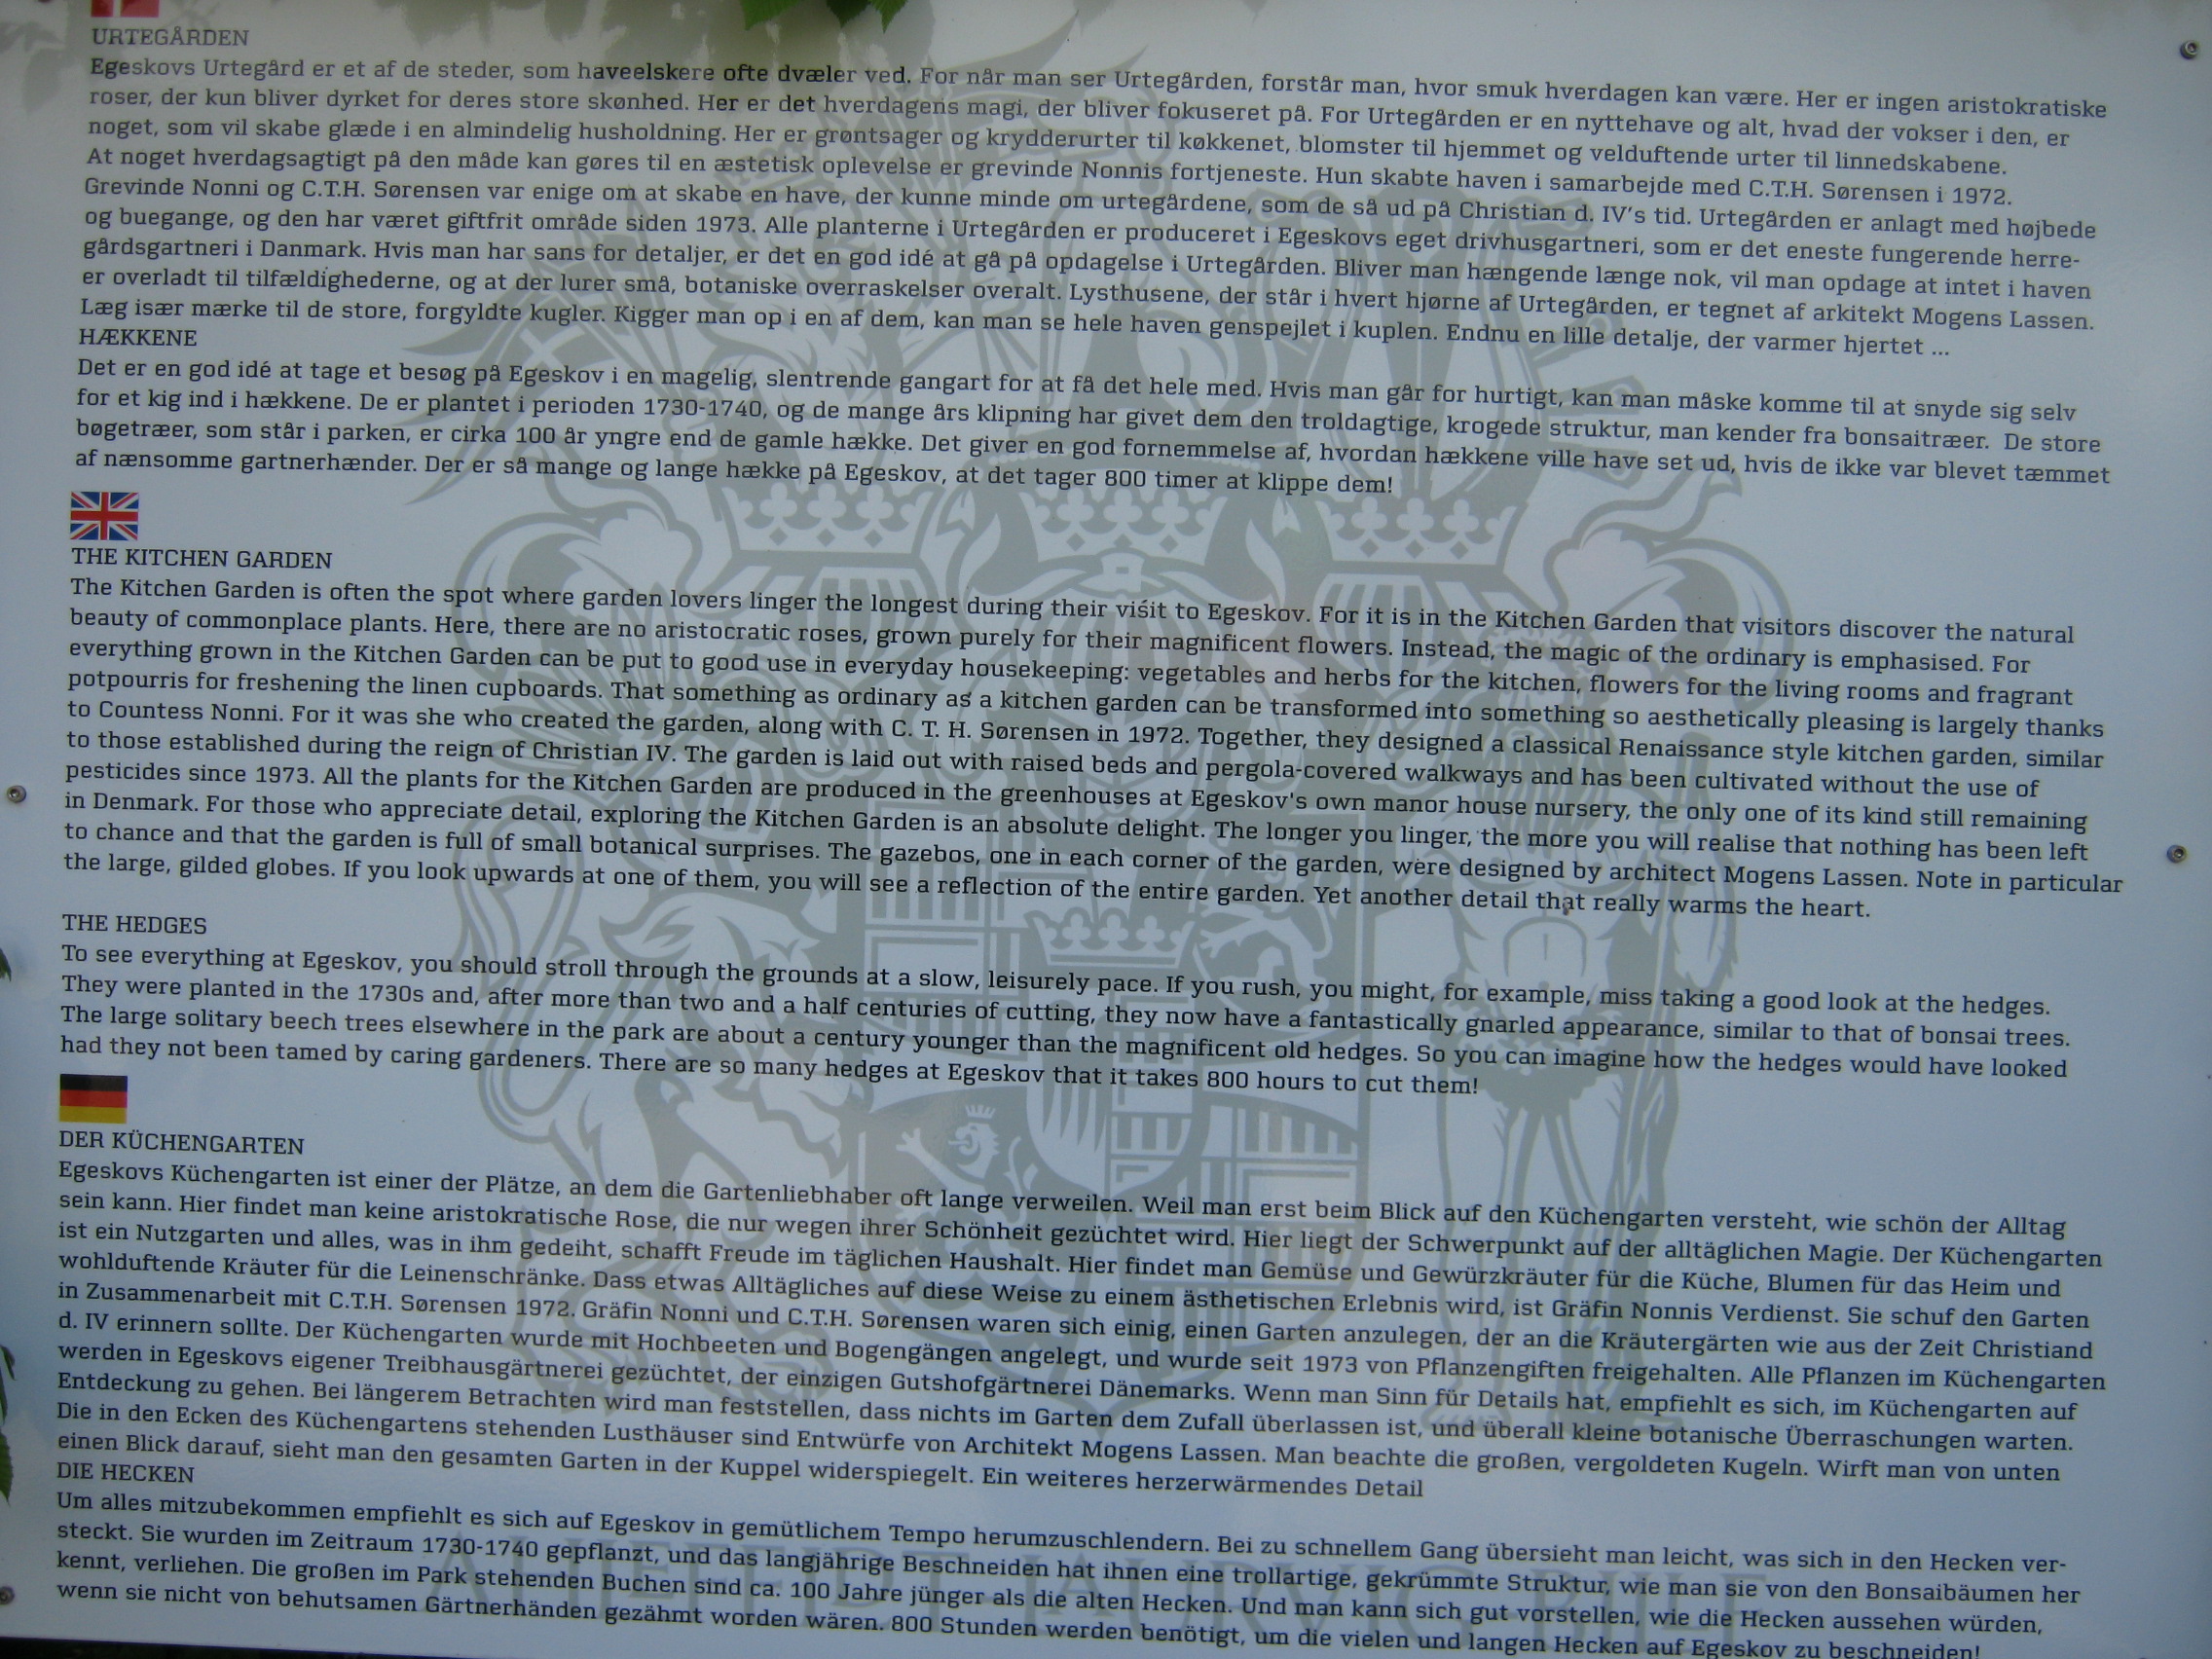 URTEGÅRDEN
Egeskovs Urtegård er et af de steder, som haveelskere ofte dvæler ved. For når man ser Urtegården, forstår man, hvor smuk hverdagen kan være. Her er ingen aristokratiske
roser, der kun bliver dyrket for deres store skønhed. Her er det hverdagens magi, der bliver fokuseret på. For Urtegården er en nyttehave og alt, hvad der vokser i den, er
noget, som vil skabe glæde i en almindelig husholdning. Her er grøntsager og krydderurter til køkkenet, blomster til hjemmet og velduftende urter til linnedskabene.
At noget hverdagsagtigt på den måde kan gøres til en æstetisk oplevelse er grevinde Nonnis fortjeneste. Hun skabte haven i samarbejde med C.T.H. Sørensen i 1972.
Grevinde Nonni og C.T.H. Sørensen var enige om at skabe en have, der kunne minde om urtegårdene, som de så ud på Christian d. IV's tid. Urtegården er anlagt med højbede
og buegange, og den har været giftfrit område siden 1973. Alle planterne i Urtegården er produceret i Egeskovs eget drivhusgartneri, som er det eneste fungerende herre-
gårdsgartneri i Danmark. Hvis man har sans for detaljer, er det en god idé at gå på opdagelse i Urtegården. Bliver man hængende længe nok, vil man opdage at intet i haven
er overladt til tilfældighederne, og at der lurer små, botaniske overraskelser overalt. Lysthusene, der står i hvert hjørne af Urtegården, er tegnet af arkitekt Mogens Lassen.
Læg især mærke til de store, forgyldte kugler. Kigger man op i en af dem, kan man se hele haven genspejlet i kuplen. Endnu en lille detalje, der varmer hjertet ...
HÆKKENE
Det er en god idé at tage et besøg på Egeskov i en magelig, slentrende gangart for at få det hele med. Hvis man går for hurtigt, kan man måske komme til at snyde sig selv
for et kig ind i hækkene. De er plantet i perioden 1730-1740, og de mange års klipning har givet dem den troldagtige, krogede struktur, man kender fra bonsaitræer. De store
bøgetræer, som står i parken, er cirka 100 år yngre end de gamle hække. Det giver en god fornemmelse af, hvordan hækkene ville have set ud, hvis de ikke var blevet tæmmet
af nænsomme gartnerhænder. Der er så mange og lange hække på Egeskov, at det tager 800 timer at klippe dem!
THE KITCHEN GARDEN
The Kitchen Garden is often the spot where garden lovers linger the longest during their visit to Egeskov. For it is in the Kitchen Garden that visitors discover the natural
beauty of commonplace plants. Here, there are no aristocratic roses, grown purely for their magnificent flowers. Instead, the magic of the ordinary is emphasised. For
everything grown in the Kitchen Garden can be put to good use in everyday housekeeping: vegetables and herbs for the kitchen, flowers for the living rooms and fragrant
potpourris for freshening the linen cupboards. That something as ordinary as a kitchen garden can be transformed into something so aesthetically pleasing is largely thanks
to Countess Nonni. For it was she who created the garden, along with C. T. H. Sørensen in 1972. Together, they designed a classical Renaissance style kitchen garden, similar
to those established during the reign of Christian IV. The garden is laid out with raised beds and pergola-covered walkways and has been cultivated without the use of
pesticides since 1973. All the plants for the Kitchen Garden are produced in the greenhouses at Egeskov's own manor house nursery, the only one of its kind still remaining
in Denmark. For those who appreciate detail, exploring the Kitchen Garden is an absolute delight. The longer you linger, the more you will realise that nothing has been left
to chance and that the garden is full of small botanical surprises. The gazebos, one in each corner of the garden, were designed by architect Mogens Lassen. Note in particular
the large, gilded globes. If you look upwards at one of them, you will see a reflection of the entire garden. Yet another detail that really warms the heart.
THE HEDGES
To see everything at Egeskov, you should stroll through the grounds at a slow, leisurely pace. If you rush, you might, for example, miss taking a good look at the hedges.
They were planted in the 1730s and, after more than two and a half centuries of cutting, they now have a fantastically gnarled appearance, similar to that of bonsai trees.
The large solitary beech trees elsewhere in the park are about a century younger than the magnificent old hedges. So you can imagine how the hedges would have looked
had they not been tamed by caring gardeners. There are so many hedges at Egeskov that it takes 800 hours to cut them!
DER KÜCHENGARTEN
Egeskovs Küchengarten ist einer der Plätze, an dem die Gartenliebhaber oft lange verweilen. Weil man erst beim Blick auf den Küchengarten versteht, wie schön der Alltag
sein kann. Hier findet man keine aristokratische Rose, die nur wegen ihrer Schönheit gezüchtet wird. Hier liegt der Schwerpunkt auf der alltäglichen Magie. Der Küchengarten
ist ein Nutzgarten und alles, was in ihm gedeiht, schafft Freude im täglichen Haushalt. Hier findet man Gemüse und Gewürzkräuter für die Küche, Blumen für das Heim und
wohlduftende Kräuter für die Leinenschränke. Dass etwas Alltägliches auf diese Weise zu einem ästhetischen Erlebnis wird, ist Gräfin Nonnis Verdienst. Sie schuf den Garten
in Zusammenarbeit mit C.T.H. Sørensen 1972. Gräfin Nonni und C.T.H. Sørensen waren sich einig, einen Garten anzulegen, der an die Kräutergärten wie aus der Zeit Christiand
d. IV erinnern sollte. Der Küchengarten wurde mit Hochbeeten und Bogengängen angelegt, und wurde seit 1973 von Pflanzengiften freigehalten. Alle Pflanzen im Küchengarten
werden in Egeskovs eigener Treibhausgärtnerei gezüchtet, der einzigen Gutshofgärtnerei Dänemarks. Wenn man Sinn für Details hat, empfiehlt es sich, im Küchengarten auf
Entdeckung zu gehen. Bei längerem Betrachten wird man feststellen, dass nichts im Garten dem Zufall überlassen ist, und überall kleine botanische Überraschungen warten.
Die in den Ecken des Küchengartens stehenden Lusthäuser sind Entwürfe von Architekt Mogens Lassen. Man beachte die großen, vergoldeten Kugeln. Wirft man von unten
einen Blick darauf, sieht man den gesamten Garten in der Kuppel widerspiegelt. Ein weiteres herzerwärmendes Detail
DIE HECKEN
Um alles mitzubekommen empfiehlt es sich auf Egeskov in gemütlichem Tempo herumzuschlendern. Bei zu schnellem Gang übersieht man leicht, was sich in den Hecken ver-
steckt. Sie wurden im Zeitraum 1730-1740 gepflanzt, und das langjährige Beschneiden hat ihnen eine trollartige, gekrümmte Struktur, wie man sie von den Bonsaibäumen her
kennt, verliehen. Die großen im Park stehenden Buchen sind ca. 100 Jahre jünger als die alten Hecken. Und man kann sich gut vorstellen, wie die Hecken aussehen würden,
wenn sie nicht von behutsamen Gärtnerhänden gezähmt worden wären. 800 Stunden werden benötigt, um die vielen und langen Hecken auf Egeskov zu beschneiden!